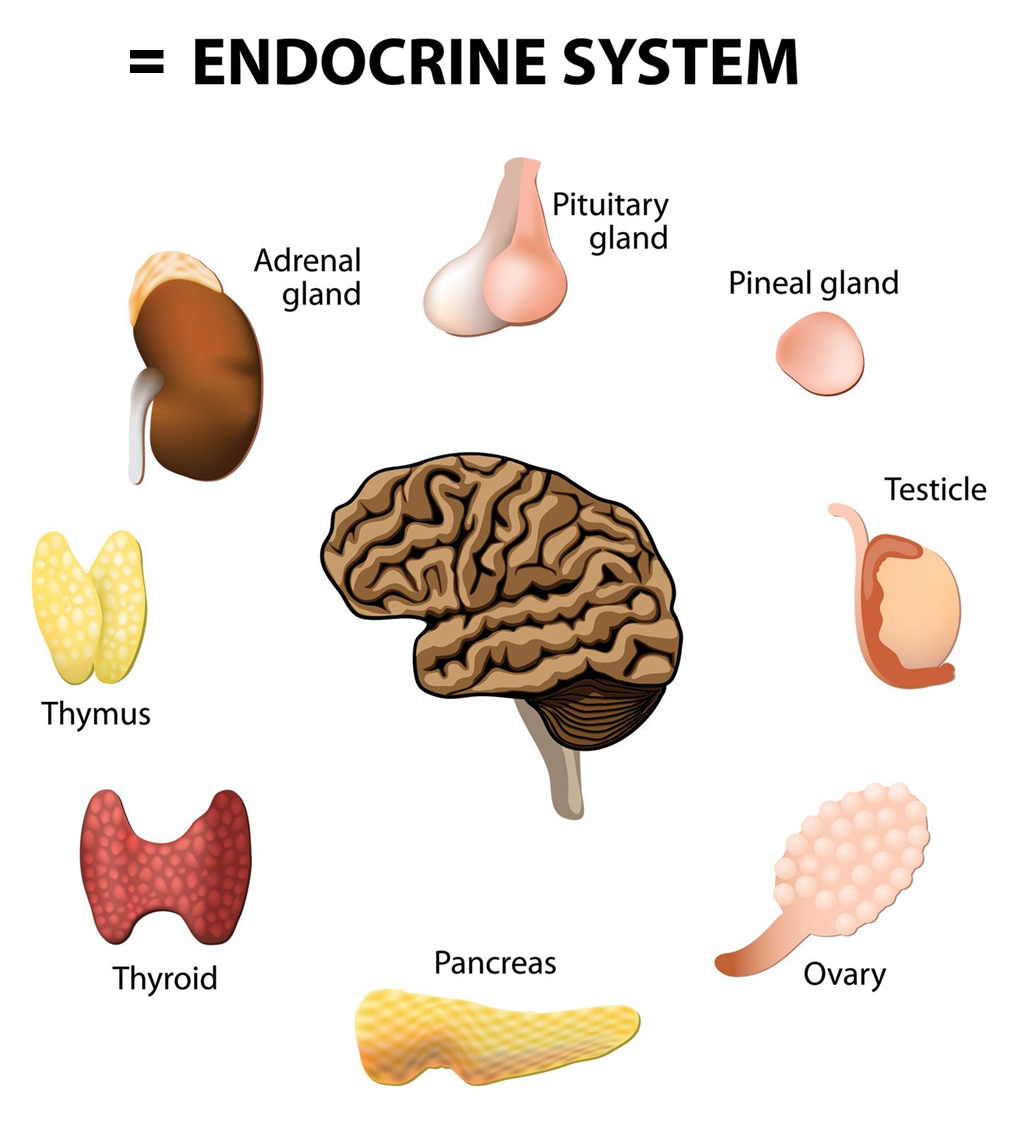 = ENDOCRINE SYSTEM
Pituitary
gland
Adrenal
gland
Pineal gland
Testicle
Thymus
Pancreas
Ovary
Thyroid